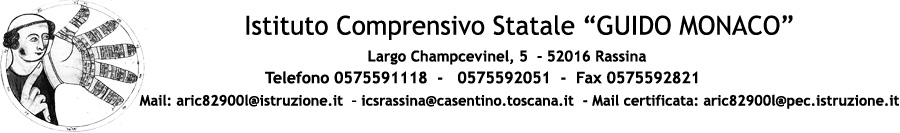 Istituto Comprensivo Statale “GUIDO MONACO”
Largo Champcevinel, 5 - 52016 Rassina
Telefono 0575591118 - 0575592051 - Fax 0575592821
Mail: aric82900l@istruzione.it - icsrassina@casentino.toscana.it - Mail certificata: aric82900l@pec.istruzione.it